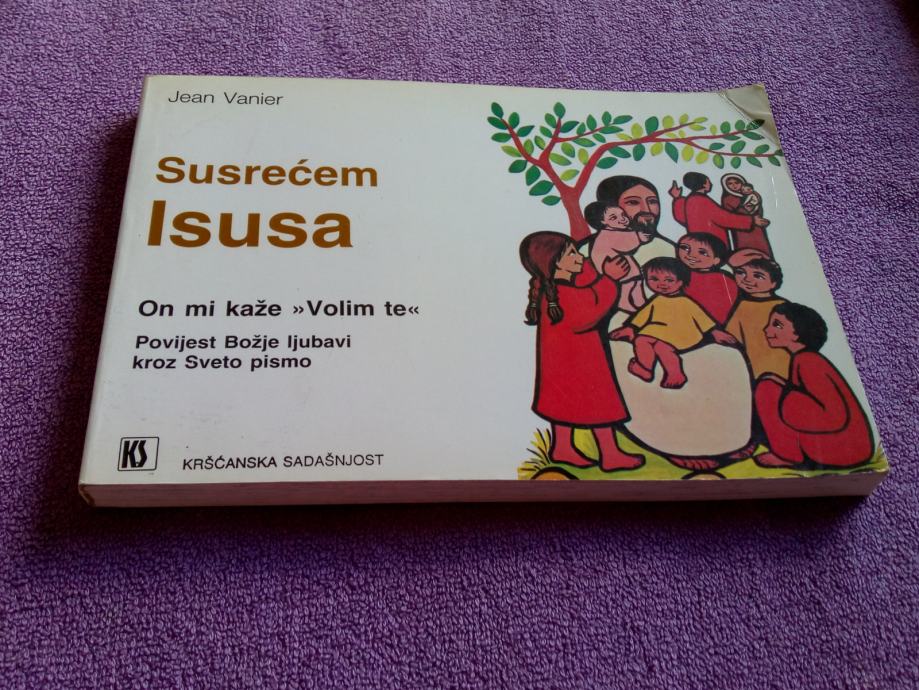 Jean Vanier
Susrećem
Isusa
On mi kaže »Volim te«
Povijest Božje ljubavi
kroz Sveto pismo
KS
KRŠĆANSKA SADAŠNJOST